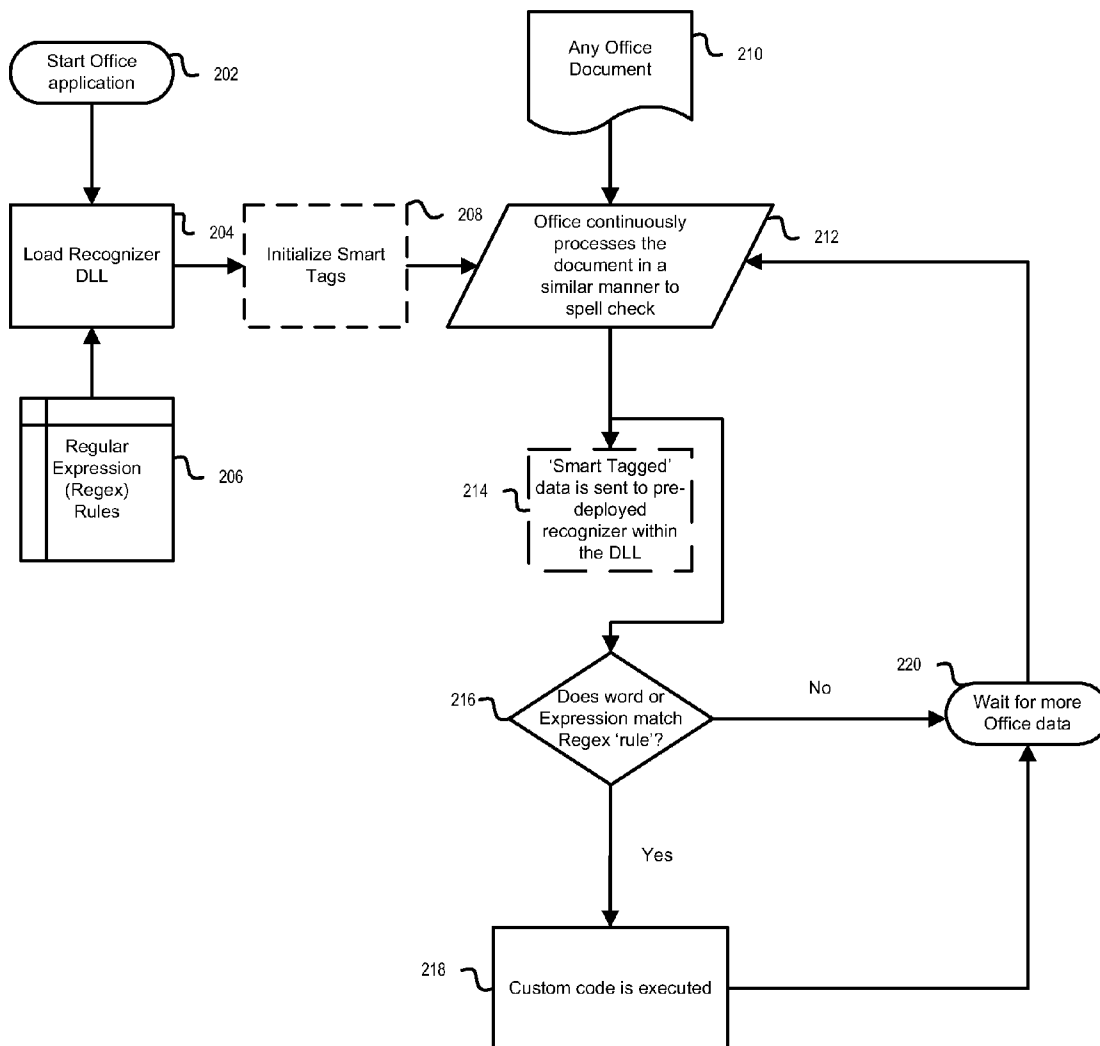 Start Office
application
202
Any Office
Document
210
Load Recognizer
DLL
204
Initialize Smart
Tags
208
Office continuously
processes the
document in a
similar manner to
spell check
212
Regular
Expression
(Regex)
Rules
206
‘Smart Tagged’
data is sent to pre-
deployed
recognizer within
the DLL
214
Does word or
Expression match
Regex ‘rule’?
216
No
220
Wait for more
Office data
Yes
218
Custom code is executed